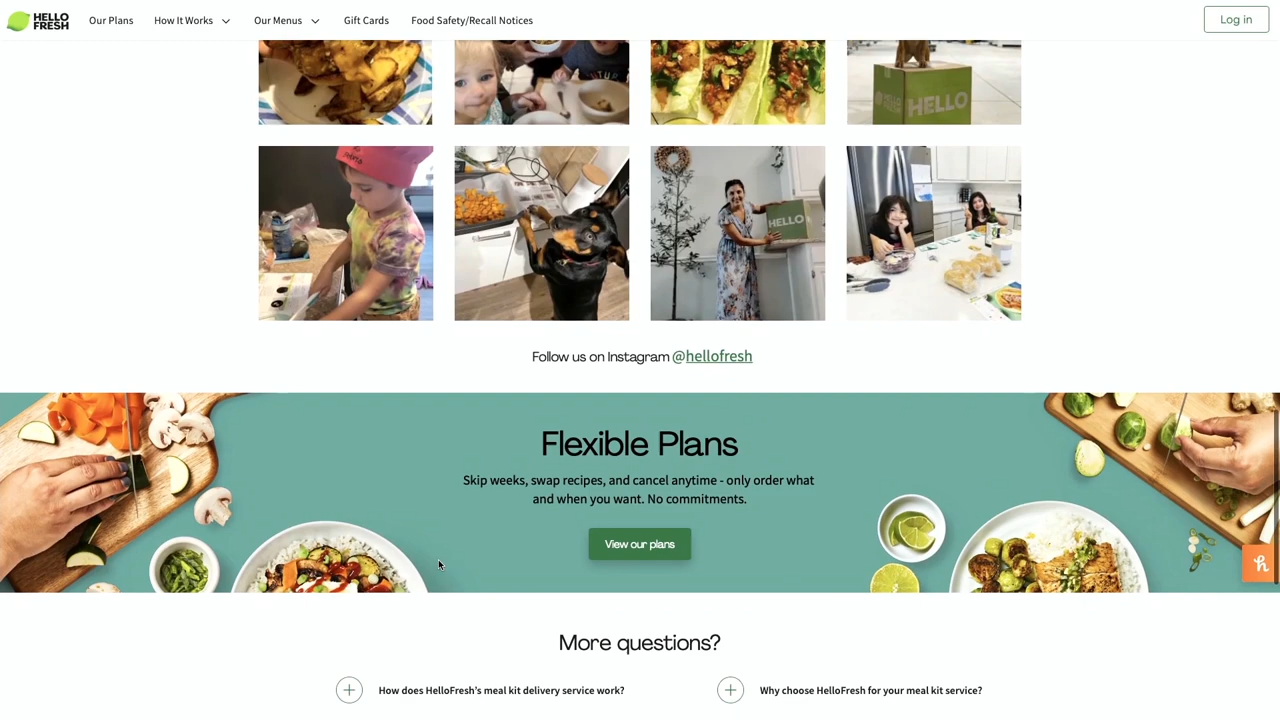 HELLO
FRESH
Our Plans
How It Works
Our Menus
Gift Cards
Food Safety/Recall Notices
Log in
HELLO
HELLO
Follow us on Instagram @hellofresh
Flexible Plans
Skip weeks, swap recipes, and cancel anytime - only order what
and when you want. No commitments.
View our plans
h
More questions?
How does HelloFresh's meal kit delivery service work?
Why choose HelloFresh for your meal kit service?